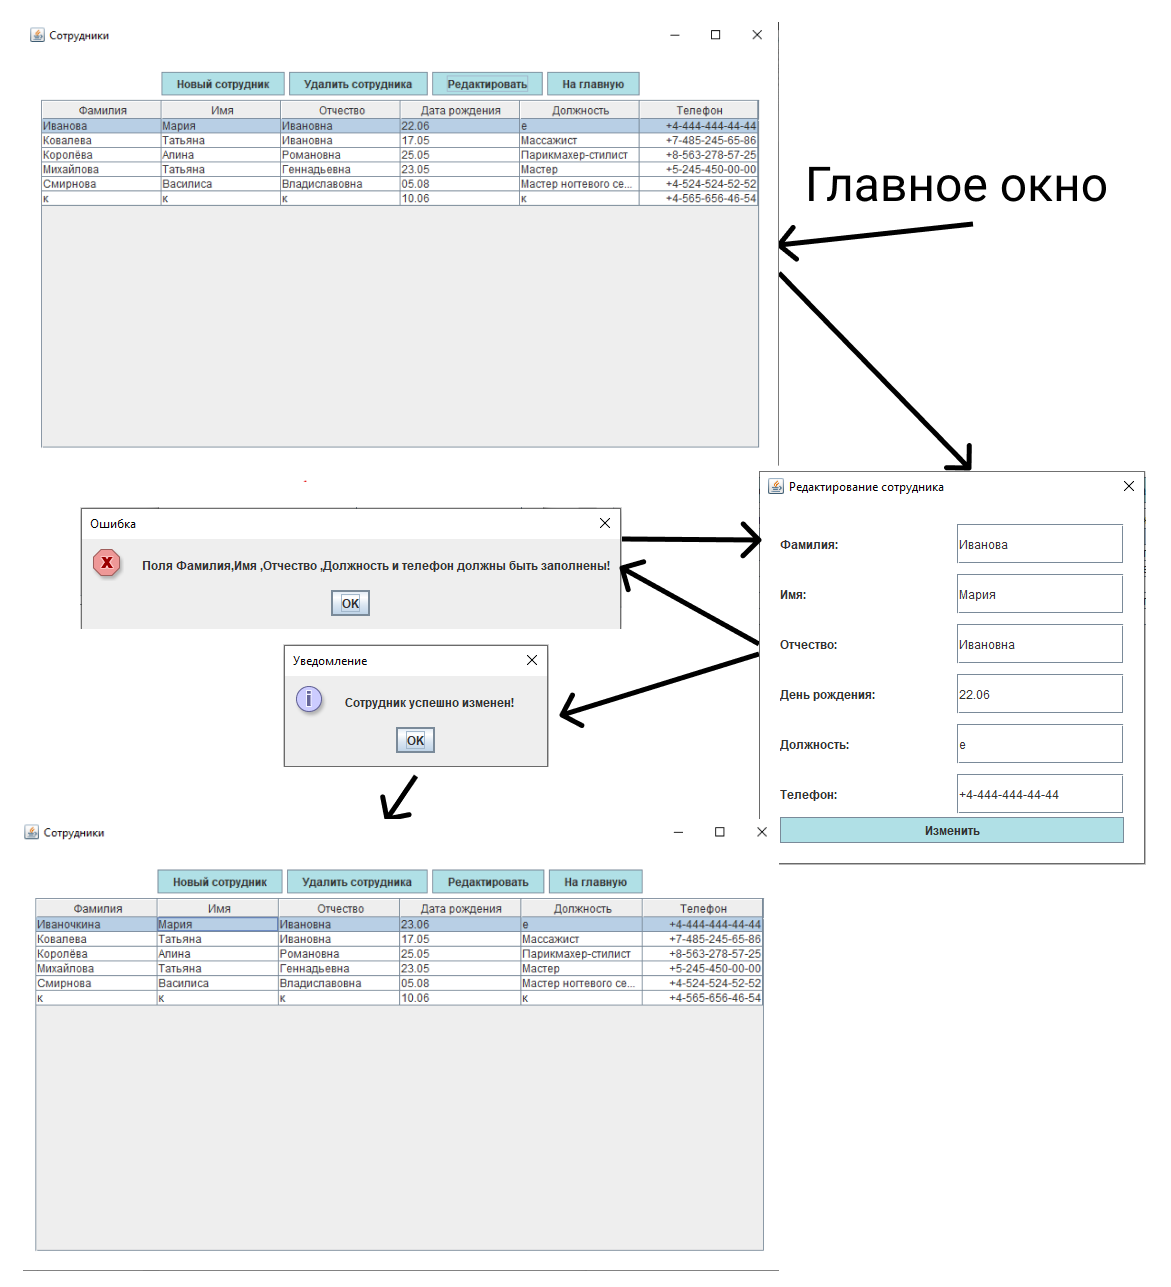 Сотрудники
Новый сотрудник Удалить сотрудника Редактировать На главную
Фамилия Имя Отчество Дата рождения Должность Телефон
Иванова Мария Ивановна 22.06 е +4-444-444-44-44
Ковалева Татьяна Ивановна 17.05 Массажист +7-485-245-65-86
Королёва Алина Романовна 25.05 Парикмахер-стилист +8-563-278-57-25
Михайлова Татьяна Геннадьевна 23.05 Мастер +5-245-450-00-00
Смирнова Василиса Владиславовна 05.08 Мастер ногтевого се... +4-524-524-52-52
к к к 10.06 к +4-565-656-46-54
Главное окно
Редактирование сотрудника
Фамилия: Иванова
Имя: Мария
Отчество: Ивановна
День рождения: 22.06
Должность: е
Телефон: +4-444-444-44-44
Изменить
Ошибка
Поля Фамилия,Имя ,Отчество ,Должность и телефон должны быть заполнены!
OK
Уведомление
Сотрудник успешно изменен!
OK
Сотрудники
Новый сотрудник Удалить сотрудника Редактировать На главную
Фамилия Имя Отчество Дата рождения Должность Телефон
Иваночкина Мария Ивановна 23.06 е +4-444-444-44-44
Ковалева Татьяна Ивановна 17.05 Массажист +7-485-245-65-86
Королёва Алина Романовна 25.05 Парикмахер-стилист +8-563-278-57-25
Михайлова Татьяна Геннадьевна 23.05 Мастер +5-245-450-00-00
Смирнова Василиса Владиславовна 05.08 Мастер ногтевого се... +4-524-524-52-52
к к к 10.06 к +4-565-656-46-54